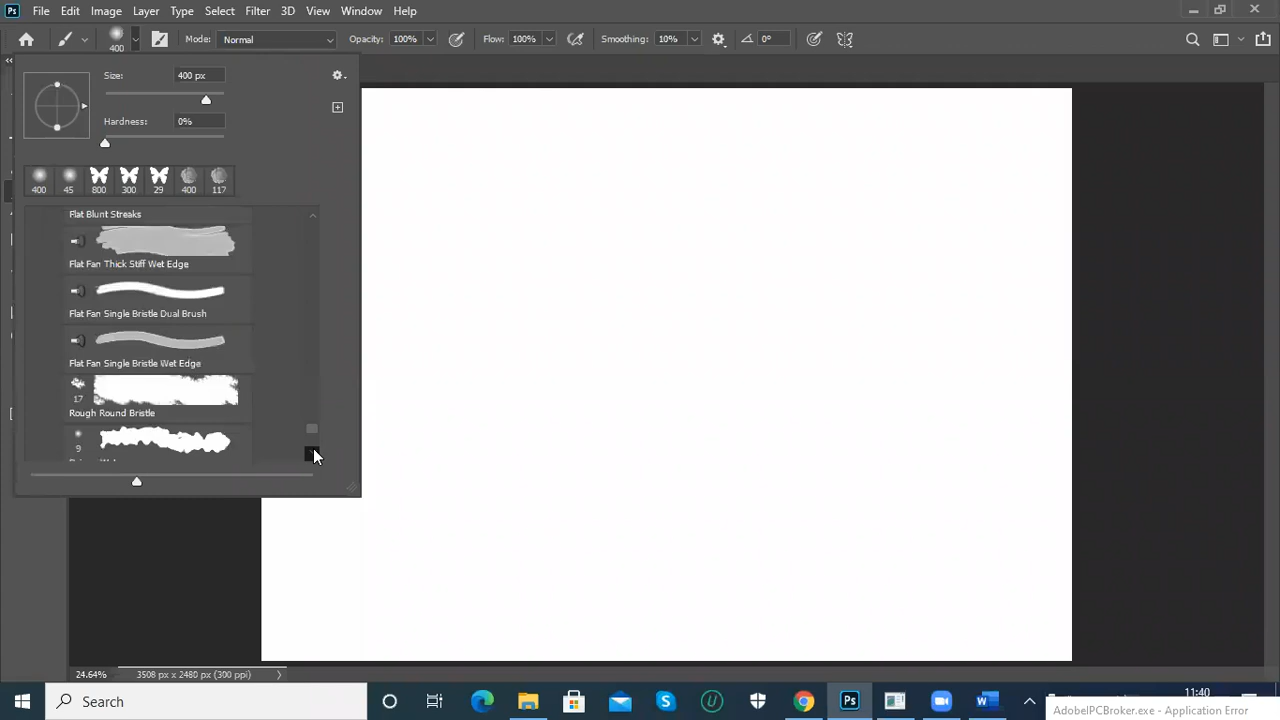 Ps File Edit Image Layer Type Select Filter 3D View Window Help
400 Mode: Normal Opacity: 100% Flow: 100% Smoothing: 10% 0°
Size: 400 px
Hardness: 0%
400 45 800 300 29 400 117
Flat Blunt Streaks
Flat Fan Thick Stiff Wet Edge
Flat Fan Single Bristle Dual Brush
Flat Fan Single Bristle Wet Edge
17
Rough Round Bristle
9
24.64% 3508 px x 2480 px (300 ppi)
Search
Ps
11:40
AdobeIPCBroker.exe - Application Error